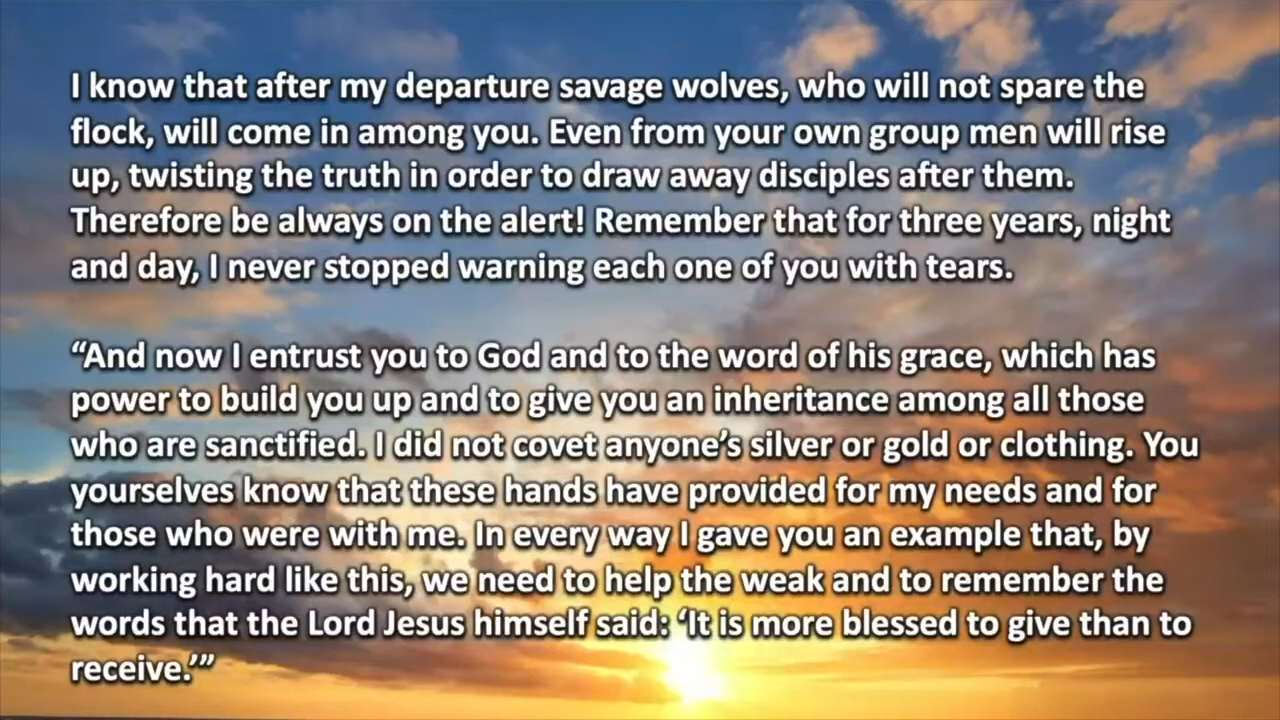 I know that after my departure savage wolves, who will not spare the
flock, will come in among you. Even from your own group men will rise
up, twisting the truth in order to draw away disciples after them.
Therefore be always on the alert! Remember that for three years, night
and day, I never stopped warning each one of you with tears.
“And now I entrust you to God and to the word of his grace, which has
power to build you up and to give you an inheritance among all those
who are sanctified. I did not covet anyone’s silver or gold or clothing. You
yourselves know that these hands have provided for my needs and for
those who were with me. In every way I gave you an example that, by
working hard like this, we need to help the weak and to remember the
words that the Lord Jesus himself said: ‘It is more blessed to give than to
receive.’”